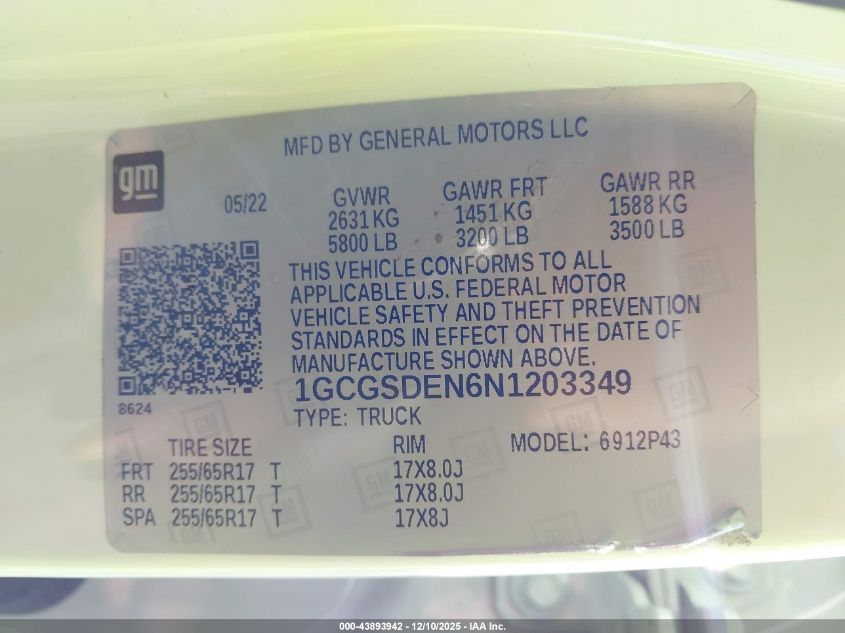 MFD BY GENERAL MOTORS LLC
gm
05/22
GVWR GAWR FRT GAWR RR
2631 KG 1451 KG 1588 KG
5800 LB 3200 LB 3500 LB
THIS VEHICLE CONFORMS TO ALL
APPLICABLE U.S. FEDERAL MOTOR
VEHICLE SAFETY AND THEFT PREVENTION
STANDARDS IN EFFECT ON THE DATE OF
MANUFACTURE SHOWN ABOVE.
8624
1GCGSDEN6N1203349
TYPE: TRUCK
TIRE SIZE RIM MODEL: 6912P43
FRT 255/65R17 T 17X8.0J
RR 255/65R17 T 17X8.0J
SPA 255/65R17 T 17X8J
000-43893942 - 12/10/2025 - IAA Inc.